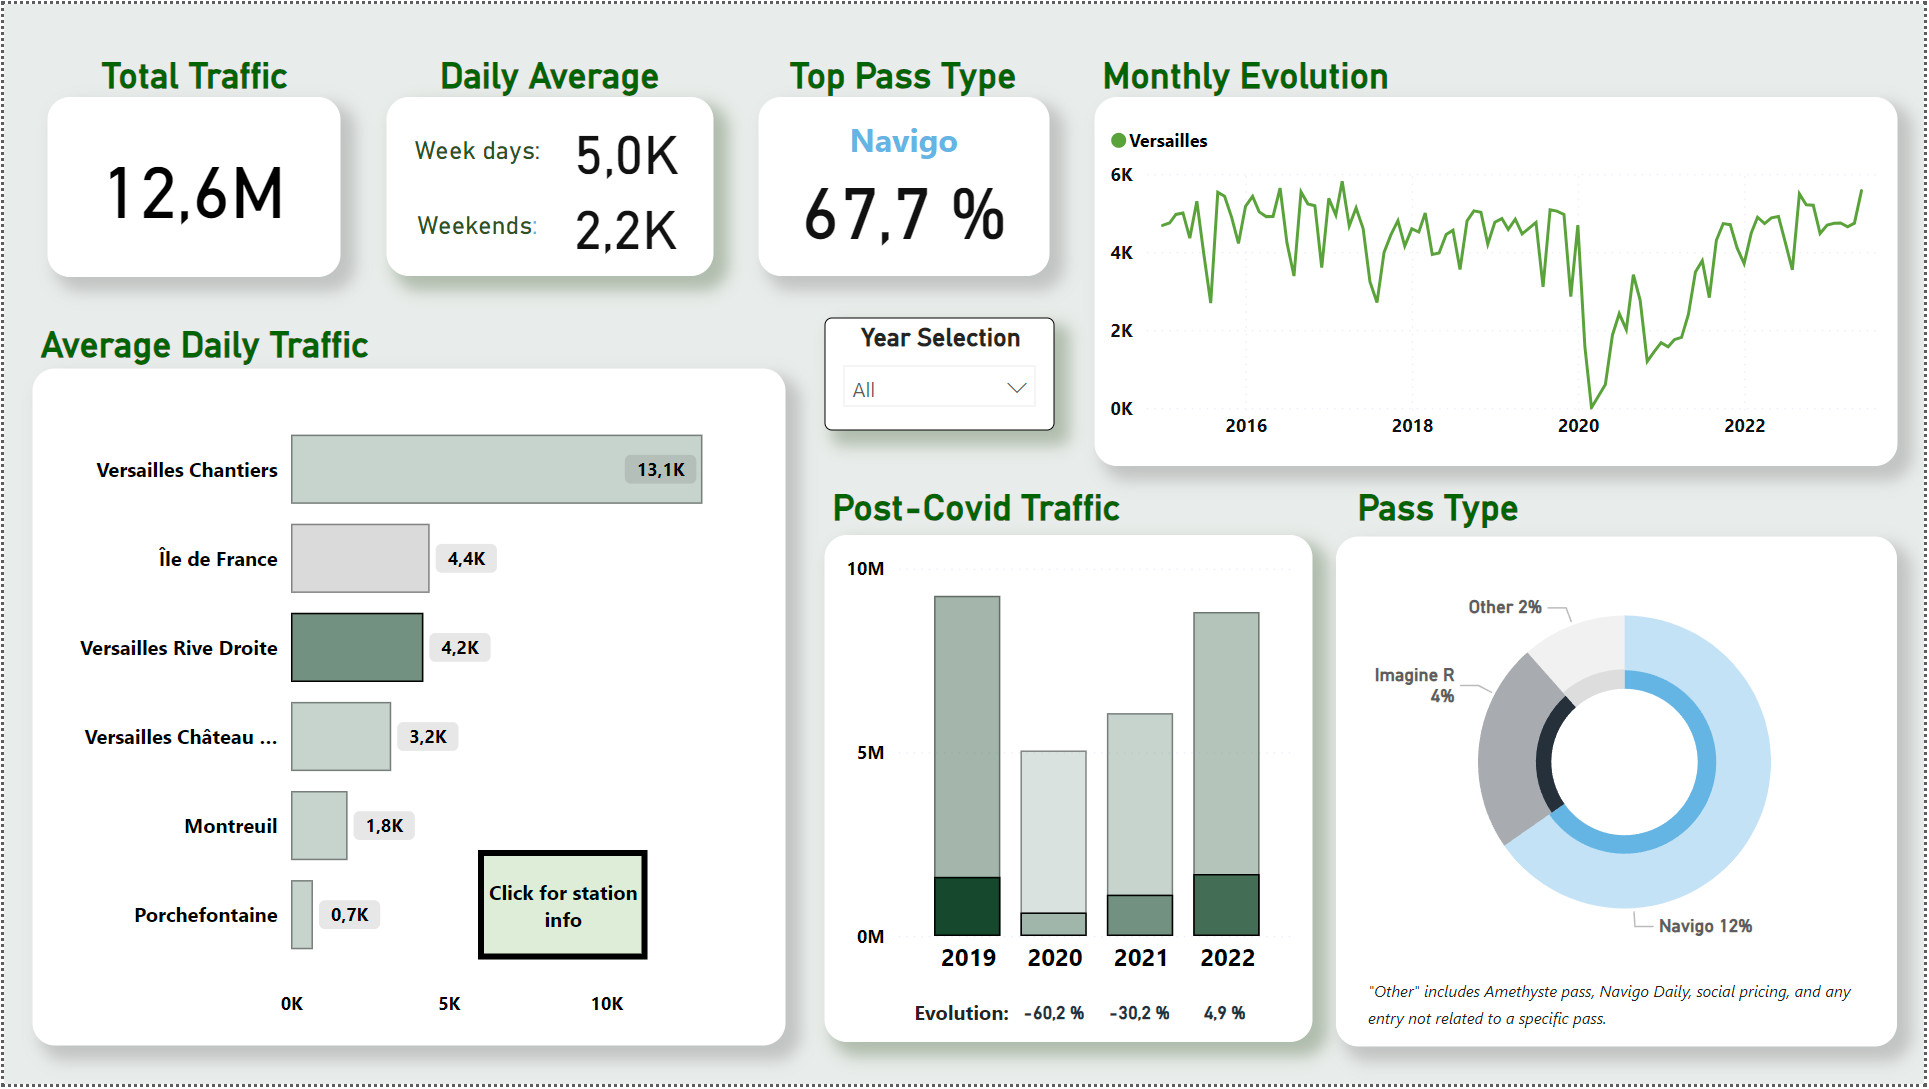 Total Traffic
12,6M
Daily Average
Week days:
5,0K
Weekends:
2,2K
Top Pass Type
Navigo
67,7 %
Monthly Evolution
Versailles
6K
4K
2K
0K
2016
2018
2020
2022
Year Selection
All
Average Daily Traffic
Versailles Chantiers
13,1K
Île de France
4,4K
Versailles Rive Droite
4,2K
Versailles Château ...
3,2K
Montreuil
1,8K
Porchefontaine
0,7K
Click for station
info
0K
5K
10K
Post-Covid Traffic
10M
5M
0M
2019
2020
2021
2022
Evolution:
-60,2 %
-30,2 %
4,9 %
Pass Type
Other 2%
Imagine R
4%
Navigo 12%
"Other" includes Amethyste pass, Navigo Daily, social pricing, and any
entry not related to a specific pass.